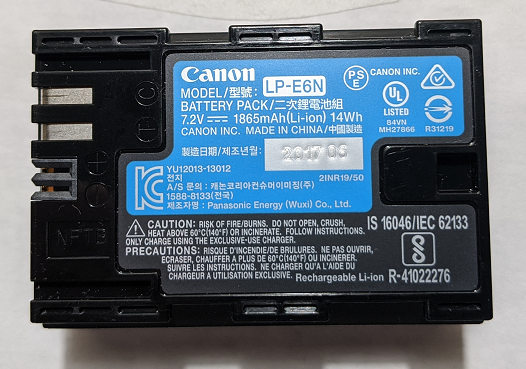 Canon
MODEL/型號: LP-E6N
BATTERY PACK/二次鋰電池組
7.2V 1865mAh(Li-ion) 14Wh
CANON INC. MADE IN CHINA/中國製造
PSE CANON INC.
UL
LISTED
84VN
MH27866
R31219
製造日期/제조년월:
YU12013-13012
전지 2INR19/50
A/S 문의 : 캐논코리아컨슈머이미징(주)
1588-8133(전국)
제조자명 : Panasonic Energy (Wuxi) Co., Ltd.
CAUTION: RISK OF FIRE/BURNS. DO NOT OPEN, CRUSH,
HEAT ABOVE 60°C(140°F) OR INCINERATE. FOLLOW INSTRUCTIONS.
ONLY CHARGE USING THE EXCLUSIVE-USE CHARGER.
PRÉCAUTIONS: RISQUE D'INCENDIE/DE BRULURES. NE PAS OUVRIR,
ECRASER, CHAUFFER A PLUS DE 60°C(140°F) OU INCINERER.
SUIVRE LES INSTRUCTIONS. NE CHARGER QU'A L'AIDE
DU CHARGEUR A USAGE EXCLUSIF.
Rechargeable Li-ion
IS 16046/IEC 62133
R-41022276